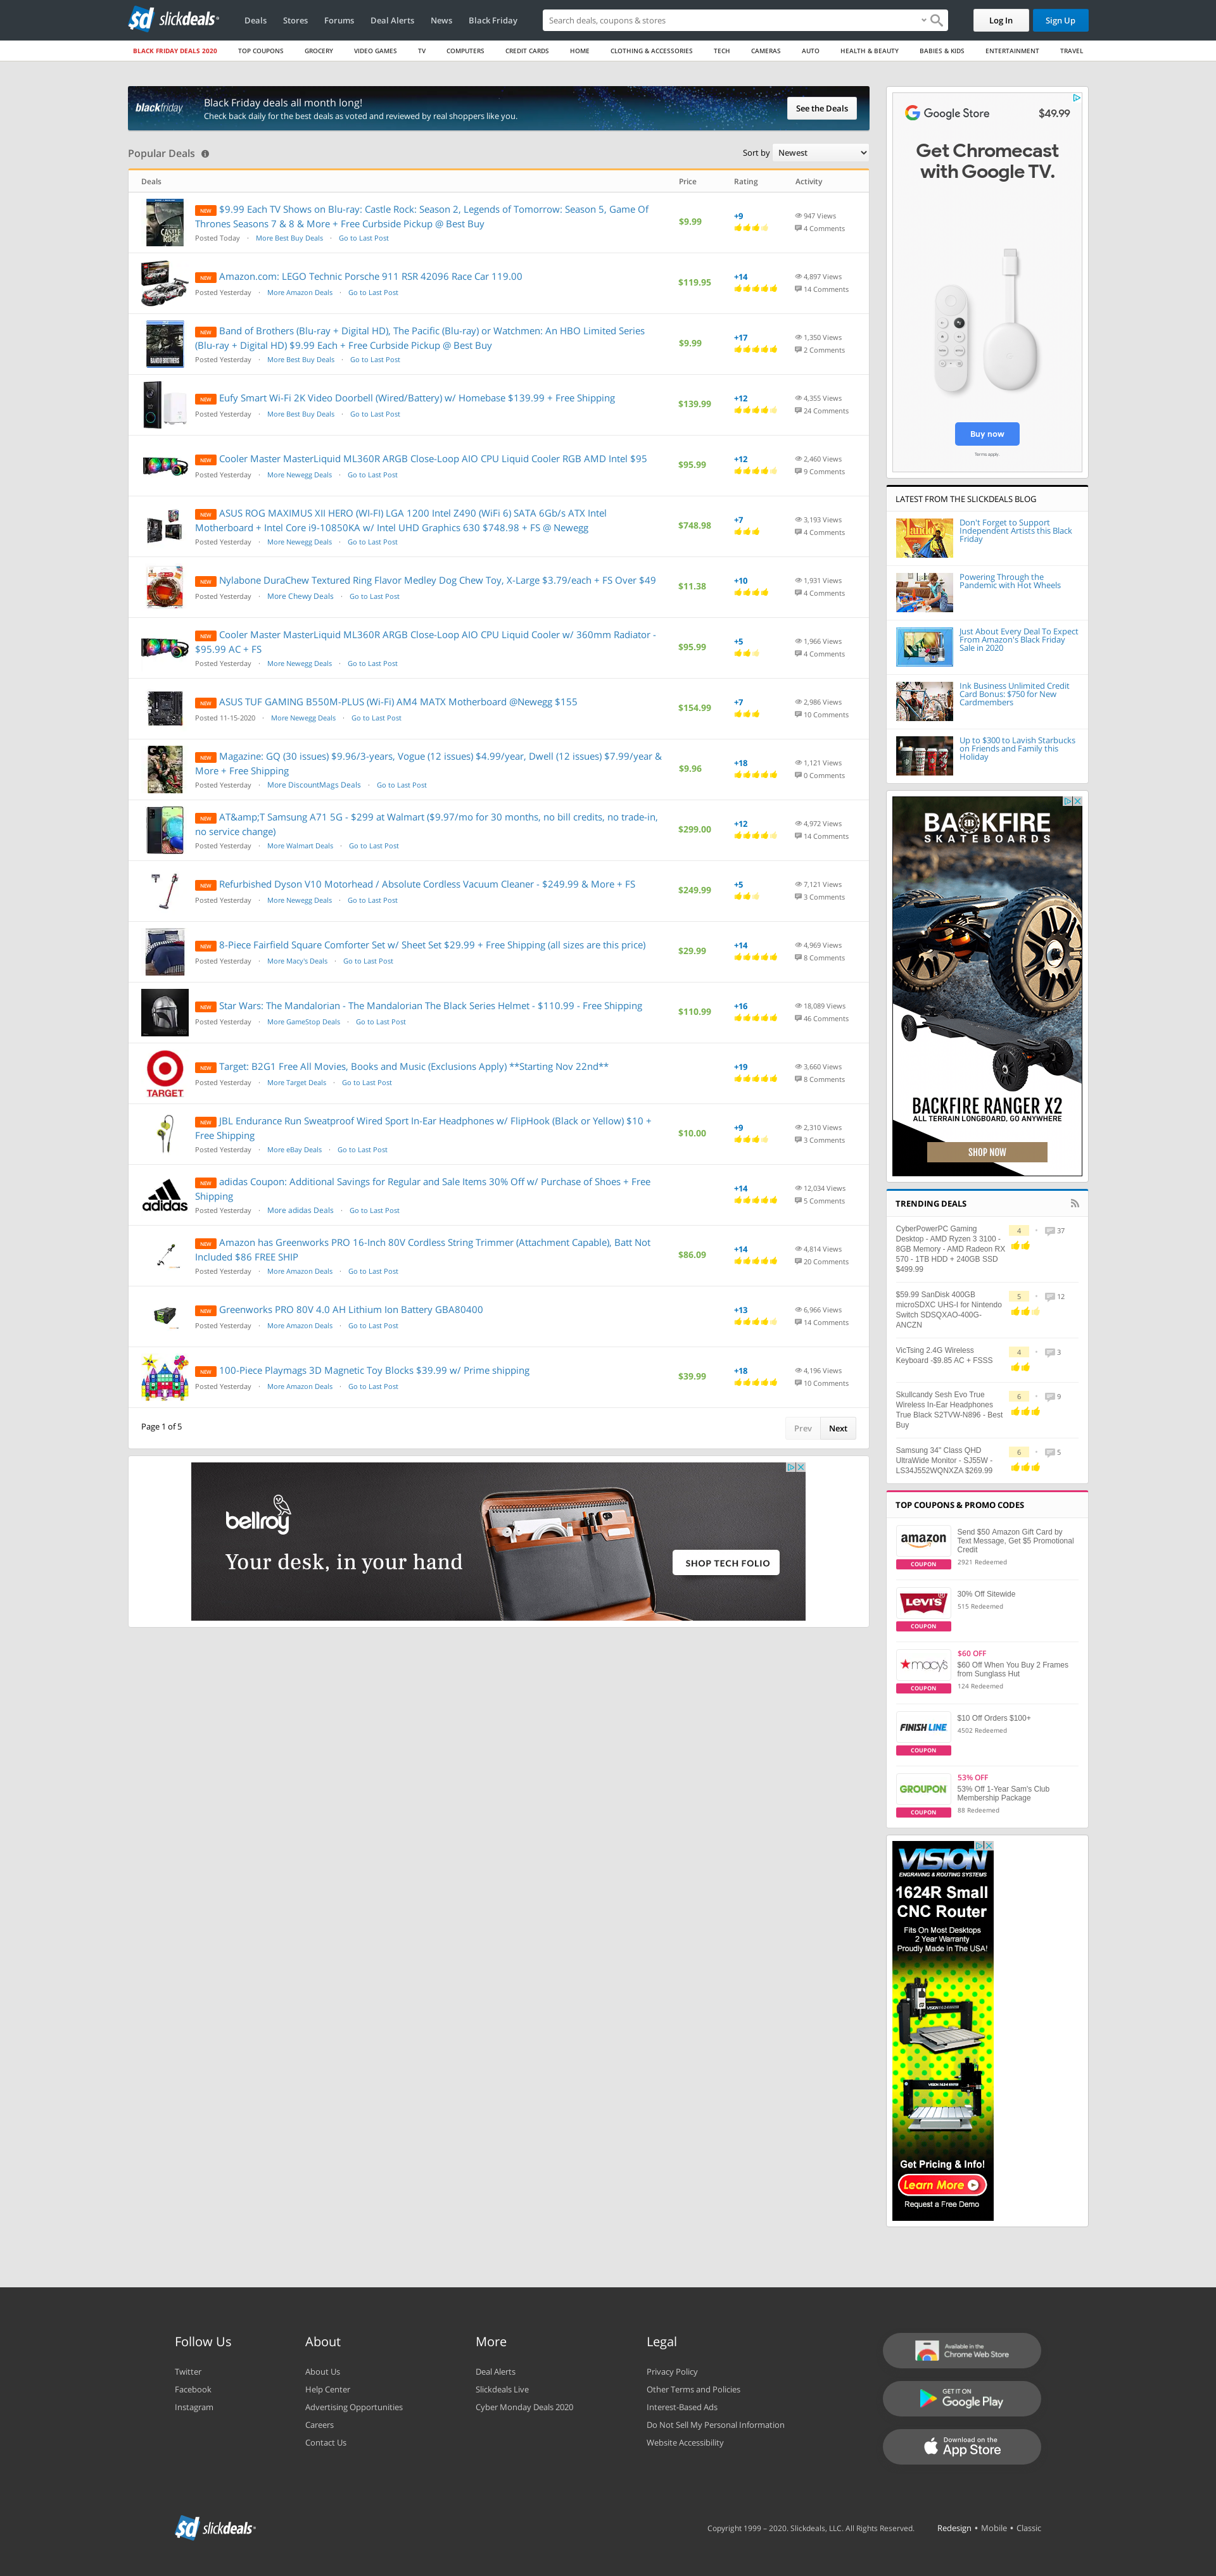 sd slickdeals
Deals
Stores
Forums
Deal Alerts
News
Black Friday
Search deals, coupons & stores
Log In
Sign Up
BLACK FRIDAY DEALS 2020
TOP COUPONS
GROCERY
VIDEO GAMES
TV
COMPUTERS
CREDIT CARDS
HOME
CLOTHING & ACCESSORIES
TECH
CAMERAS
AUTO
HEALTH & BEAUTY
BABIES & KIDS
ENTERTAINMENT
TRAVEL
blackfriday
Black Friday deals all month long!
Check back daily for the best deals as voted and reviewed by real shoppers like you.
See the Deals
Popular Deals
Sort by Newest
Deals Price Rating Activity
NEW $9.99 Each TV Shows on Blu-ray: Castle Rock: Season 2, Legends of Tomorrow: Season 5, Game Of
Thrones Seasons 7 & 8 & More + Free Curbside Pickup @ Best Buy
Posted Today · More Best Buy Deals · Go to Last Post
$9.99
+9
947 Views
4 Comments
NEW Amazon.com: LEGO Technic Porsche 911 RSR 42096 Race Car 119.00
Posted Yesterday · More Amazon Deals · Go to Last Post
$119.95
+14
4,897 Views
14 Comments
NEW Band of Brothers (Blu-ray + Digital HD), The Pacific (Blu-ray) or Watchmen: An HBO Limited Series
(Blu-ray + Digital HD) $9.99 Each + Free Curbside Pickup @ Best Buy
Posted Yesterday · More Best Buy Deals · Go to Last Post
$9.99
+17
1,350 Views
2 Comments
NEW Eufy Smart Wi-Fi 2K Video Doorbell (Wired/Battery) w/ Homebase $139.99 + Free Shipping
Posted Yesterday · More Best Buy Deals · Go to Last Post
$139.99
+12
4,355 Views
24 Comments
NEW Cooler Master MasterLiquid ML360R ARGB Close-Loop AIO CPU Liquid Cooler RGB AMD Intel $95
Posted Yesterday · More Newegg Deals · Go to Last Post
$95.99
+12
2,460 Views
9 Comments
NEW ASUS ROG MAXIMUS XII HERO (WI-FI) LGA 1200 Intel Z490 (WiFi 6) SATA 6Gb/s ATX Intel
Motherboard + Intel Core i9-10850KA w/ Intel UHD Graphics 630 $748.98 + FS @ Newegg
Posted Yesterday · More Newegg Deals · Go to Last Post
$748.98
+7
3,193 Views
4 Comments
NEW Nylabone DuraChew Textured Ring Flavor Medley Dog Chew Toy, X-Large $3.79/each + FS Over $49
Posted Yesterday · More Chewy Deals · Go to Last Post
$11.38
+10
1,931 Views
4 Comments
NEW Cooler Master MasterLiquid ML360R ARGB Close-Loop AIO CPU Liquid Cooler w/ 360mm Radiator -
$95.99 AC + FS
Posted Yesterday · More Newegg Deals · Go to Last Post
$95.99
+5
1,966 Views
4 Comments
NEW ASUS TUF GAMING B550M-PLUS (Wi-Fi) AM4 MATX Motherboard @Newegg $155
Posted 11-15-2020 · More Newegg Deals · Go to Last Post
$154.99
+7
2,986 Views
10 Comments
NEW Magazine: GQ (30 issues) $9.96/3-years, Vogue (12 issues) $4.99/year, Dwell (12 issues) $7.99/year &
More + Free Shipping
Posted Yesterday · More DiscountMags Deals · Go to Last Post
$9.96
+18
1,121 Views
0 Comments
NEW AT&amp;T Samsung A71 5G - $299 at Walmart ($9.97/mo for 30 months, no bill credits, no trade-in,
no service change)
Posted Yesterday · More Walmart Deals · Go to Last Post
$299.00
+12
4,972 Views
14 Comments
NEW Refurbished Dyson V10 Motorhead / Absolute Cordless Vacuum Cleaner - $249.99 & More + FS
Posted Yesterday · More Newegg Deals · Go to Last Post
$249.99
+5
7,121 Views
3 Comments
NEW 8-Piece Fairfield Square Comforter Set w/ Sheet Set $29.99 + Free Shipping (all sizes are this price)
Posted Yesterday · More Macy's Deals · Go to Last Post
$29.99
+14
4,969 Views
8 Comments
NEW Star Wars: The Mandalorian - The Mandalorian The Black Series Helmet - $110.99 - Free Shipping
Posted Yesterday · More GameStop Deals · Go to Last Post
$110.99
+16
18,089 Views
46 Comments
TARGET
NEW Target: B2G1 Free All Movies, Books and Music (Exclusions Apply) **Starting Nov 22nd**
Posted Yesterday · More Target Deals · Go to Last Post
+19
3,660 Views
8 Comments
NEW JBL Endurance Run Sweatproof Wired Sport In-Ear Headphones w/ FlipHook (Black or Yellow) $10 +
Free Shipping
Posted Yesterday · More eBay Deals · Go to Last Post
$10.00
+9
2,310 Views
3 Comments
adidas
NEW adidas Coupon: Additional Savings for Regular and Sale Items 30% Off w/ Purchase of Shoes + Free
Shipping
Posted Yesterday · More adidas Deals · Go to Last Post
+14
12,034 Views
5 Comments
NEW Amazon has Greenworks PRO 16-Inch 80V Cordless String Trimmer (Attachment Capable), Batt Not
Included $86 FREE SHIP
Posted Yesterday · More Amazon Deals · Go to Last Post
$86.09
+14
4,814 Views
20 Comments
NEW Greenworks PRO 80V 4.0 AH Lithium Ion Battery GBA80400
Posted Yesterday · More Amazon Deals · Go to Last Post
+13
6,966 Views
14 Comments
NEW 100-Piece Playmags 3D Magnetic Toy Blocks $39.99 w/ Prime shipping
Posted Yesterday · More Amazon Deals · Go to Last Post
$39.99
+18
4,196 Views
10 Comments
Page 1 of 5
Prev
Next
bellroy
Your desk, in your hand
SHOP TECH FOLIO
Google Store $49.99
Get Chromecast
with Google TV.
Buy now
Terms apply.
LATEST FROM THE SLICKDEALS BLOG
Don't Forget to Support
Independent Artists this Black
Friday
Powering Through the
Pandemic with Hot Wheels
Just About Every Deal To Expect
From Amazon's Black Friday
Sale in 2020
Ink Business Unlimited Credit
Card Bonus: $750 for New
Cardmembers
Up to $300 to Lavish Starbucks
on Friends and Family this
Holiday
BACKFIRE
SKATEBOARDS
BACKFIRE RANGER X2
ALL TERRAIN LONGBOARD, GO ANYWHERE
SHOP NOW
TRENDING DEALS
CyberPowerPC Gaming
Desktop - AMD Ryzen 3 3100 -
8GB Memory - AMD Radeon RX
570 - 1TB HDD + 240GB SSD
$499.99
4 37
$59.99 SanDisk 400GB
microSDXC UHS-I for Nintendo
Switch SDSQXAO-400G-
ANCZN
5 12
VicTsing 2.4G Wireless
Keyboard -$9.85 AC + FSSS
4 3
Skullcandy Sesh Evo True
Wireless In-Ear Headphones
True Black S2TVW-N896 - Best
Buy
6 9
Samsung 34" Class QHD
UltraWide Monitor - SJ55W -
LS34J552WQNXZA $269.99
6 5
TOP COUPONS & PROMO CODES
amazon
COUPON
Send $50 Amazon Gift Card by
Text Message, Get $5 Promotional
Credit
2921 Redeemed
LEVI'S
COUPON
30% Off Sitewide
515 Redeemed
macy's
COUPON
$60 OFF
$60 Off When You Buy 2 Frames
from Sunglass Hut
124 Redeemed
FINISH LINE
COUPON
$10 Off Orders $100+
4502 Redeemed
GROUPON
COUPON
53% OFF
53% Off 1-Year Sam's Club
Membership Package
88 Redeemed
VISION
ENGRAVING & ROUTING SYSTEMS
1624R Small
CNC Router
Fits On Most Desktops
2 Year Warranty
Proudly Made in The USA!
Get Pricing & Info!
Learn More
Request a Free Demo
Follow Us
Twitter
Facebook
Instagram
About
About Us
Help Center
Advertising Opportunities
Careers
Contact Us
More
Deal Alerts
Slickdeals Live
Cyber Monday Deals 2020
Legal
Privacy Policy
Other Terms and Policies
Interest-Based Ads
Do Not Sell My Personal Information
Website Accessibility
Available in the
Chrome Web Store
GET IT ON
Google Play
Download on the
App Store
sd slickdeals
Copyright 1999 – 2020. Slickdeals, LLC. All Rights Reserved.
Redesign • Mobile • Classic